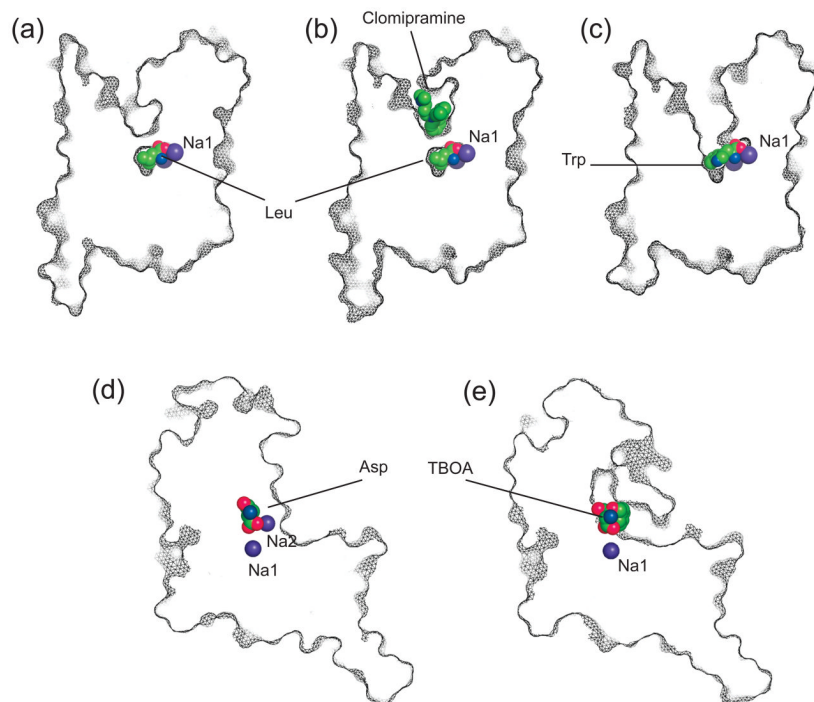 (a)
(b)
Clomipramine
(c)
Na1
Na1
Na1
Trp
Leu
(d)
(e)
Asp
TBOA
Na2
Na1
Na1